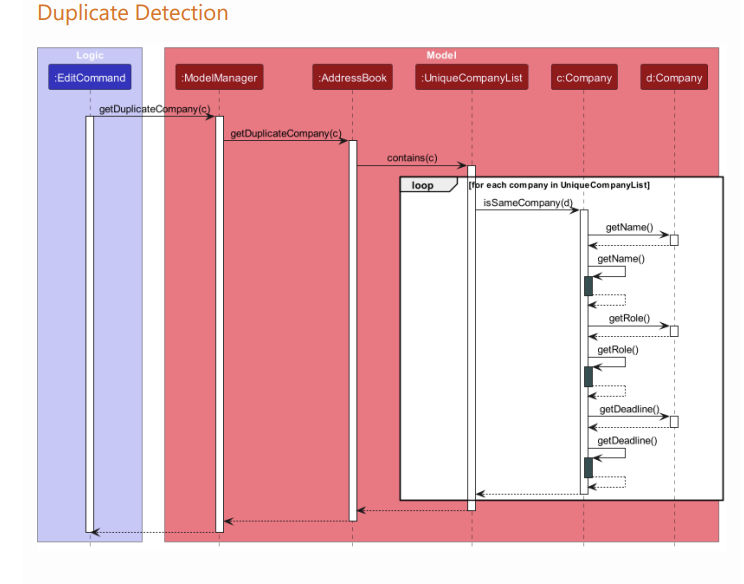 Duplicate Detection
Logic
Model
:EditCommand
:ModelManager
:AddressBook
:UniqueCompanyList
c:Company
d:Company
getDuplicateCompany(c)
getDuplicateCompany(c)
contains(c)
loop
[for each company in UniqueCompanyList]
isSameCompany(d)
getName()
getName()
getRole()
getRole()
getDeadline()
getDeadline()